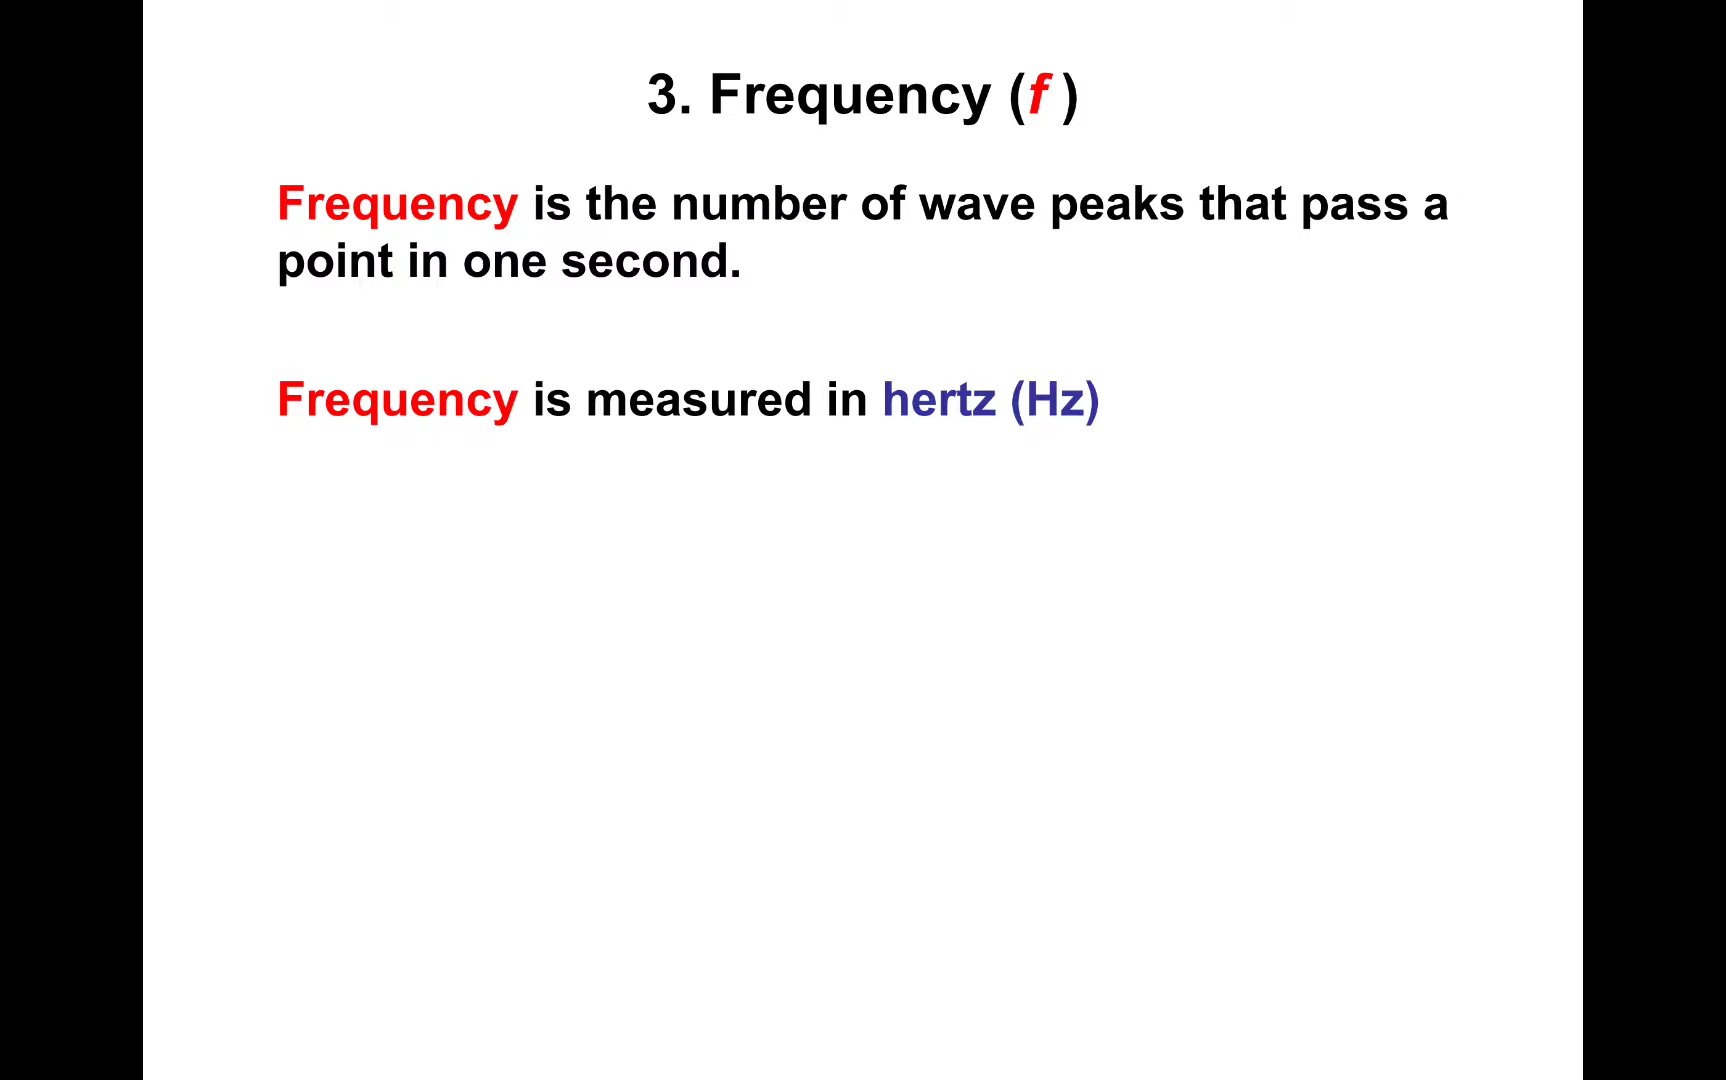 3. Frequency (f )
Frequency is the number of wave peaks that pass a
point in one second.
Frequency is measured in hertz (Hz)